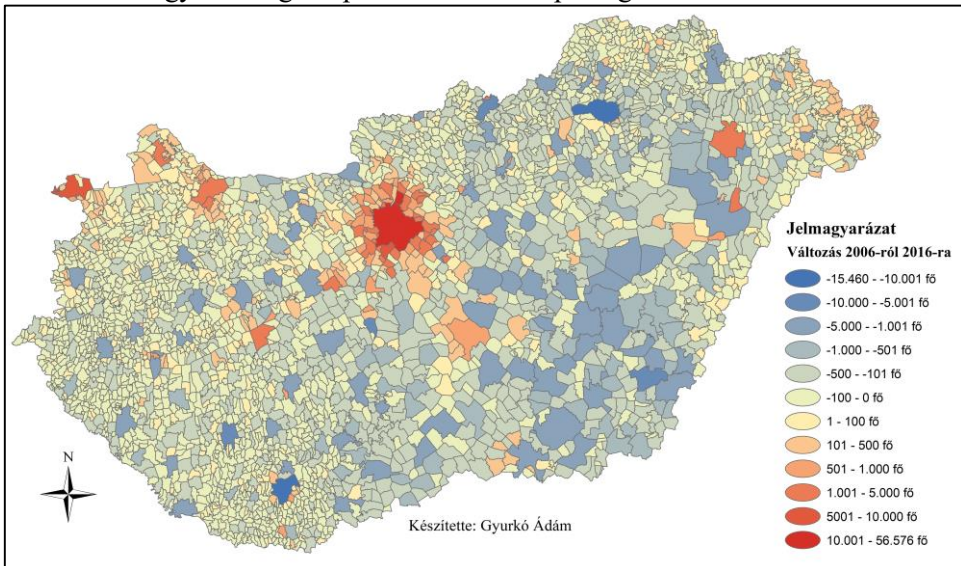 N
Készítette: Gyurkó Ádám
Jelmagyarázat
Változás 2006-ról 2016-ra
-15.460 - -10.001 fő
-10.000 - -5.001 fő
-5.000 - -1.001 fő
-1.000 - -501 fő
-500 - -101 fő
-100 - 0 fő
1 - 100 fő
101 - 500 fő
501 - 1.000 fő
1.001 - 5.000 fő
5001 - 10.000 fő
10.001 - 56.576 fő